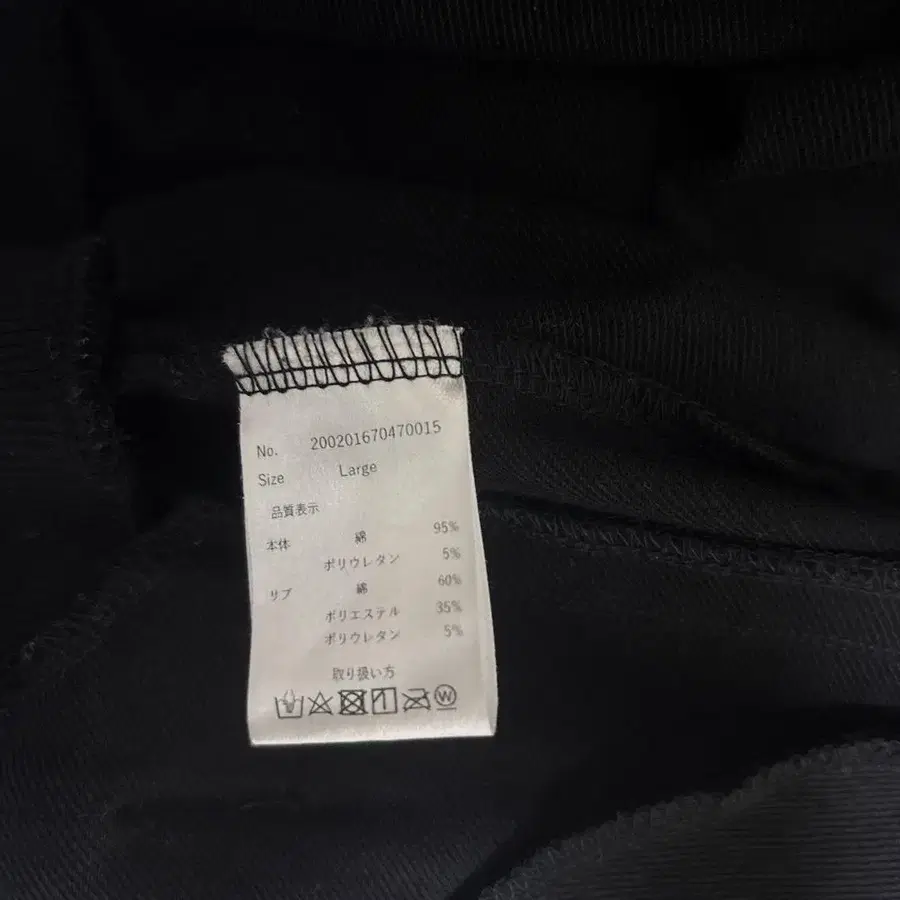 No. 200201670470015
Size Large
品質表示
本体 綿 95%
ポリウレタン 5%
リブ 綿 60%
ポリエステル 35%
ポリウレタン 5%
取り扱い方
W